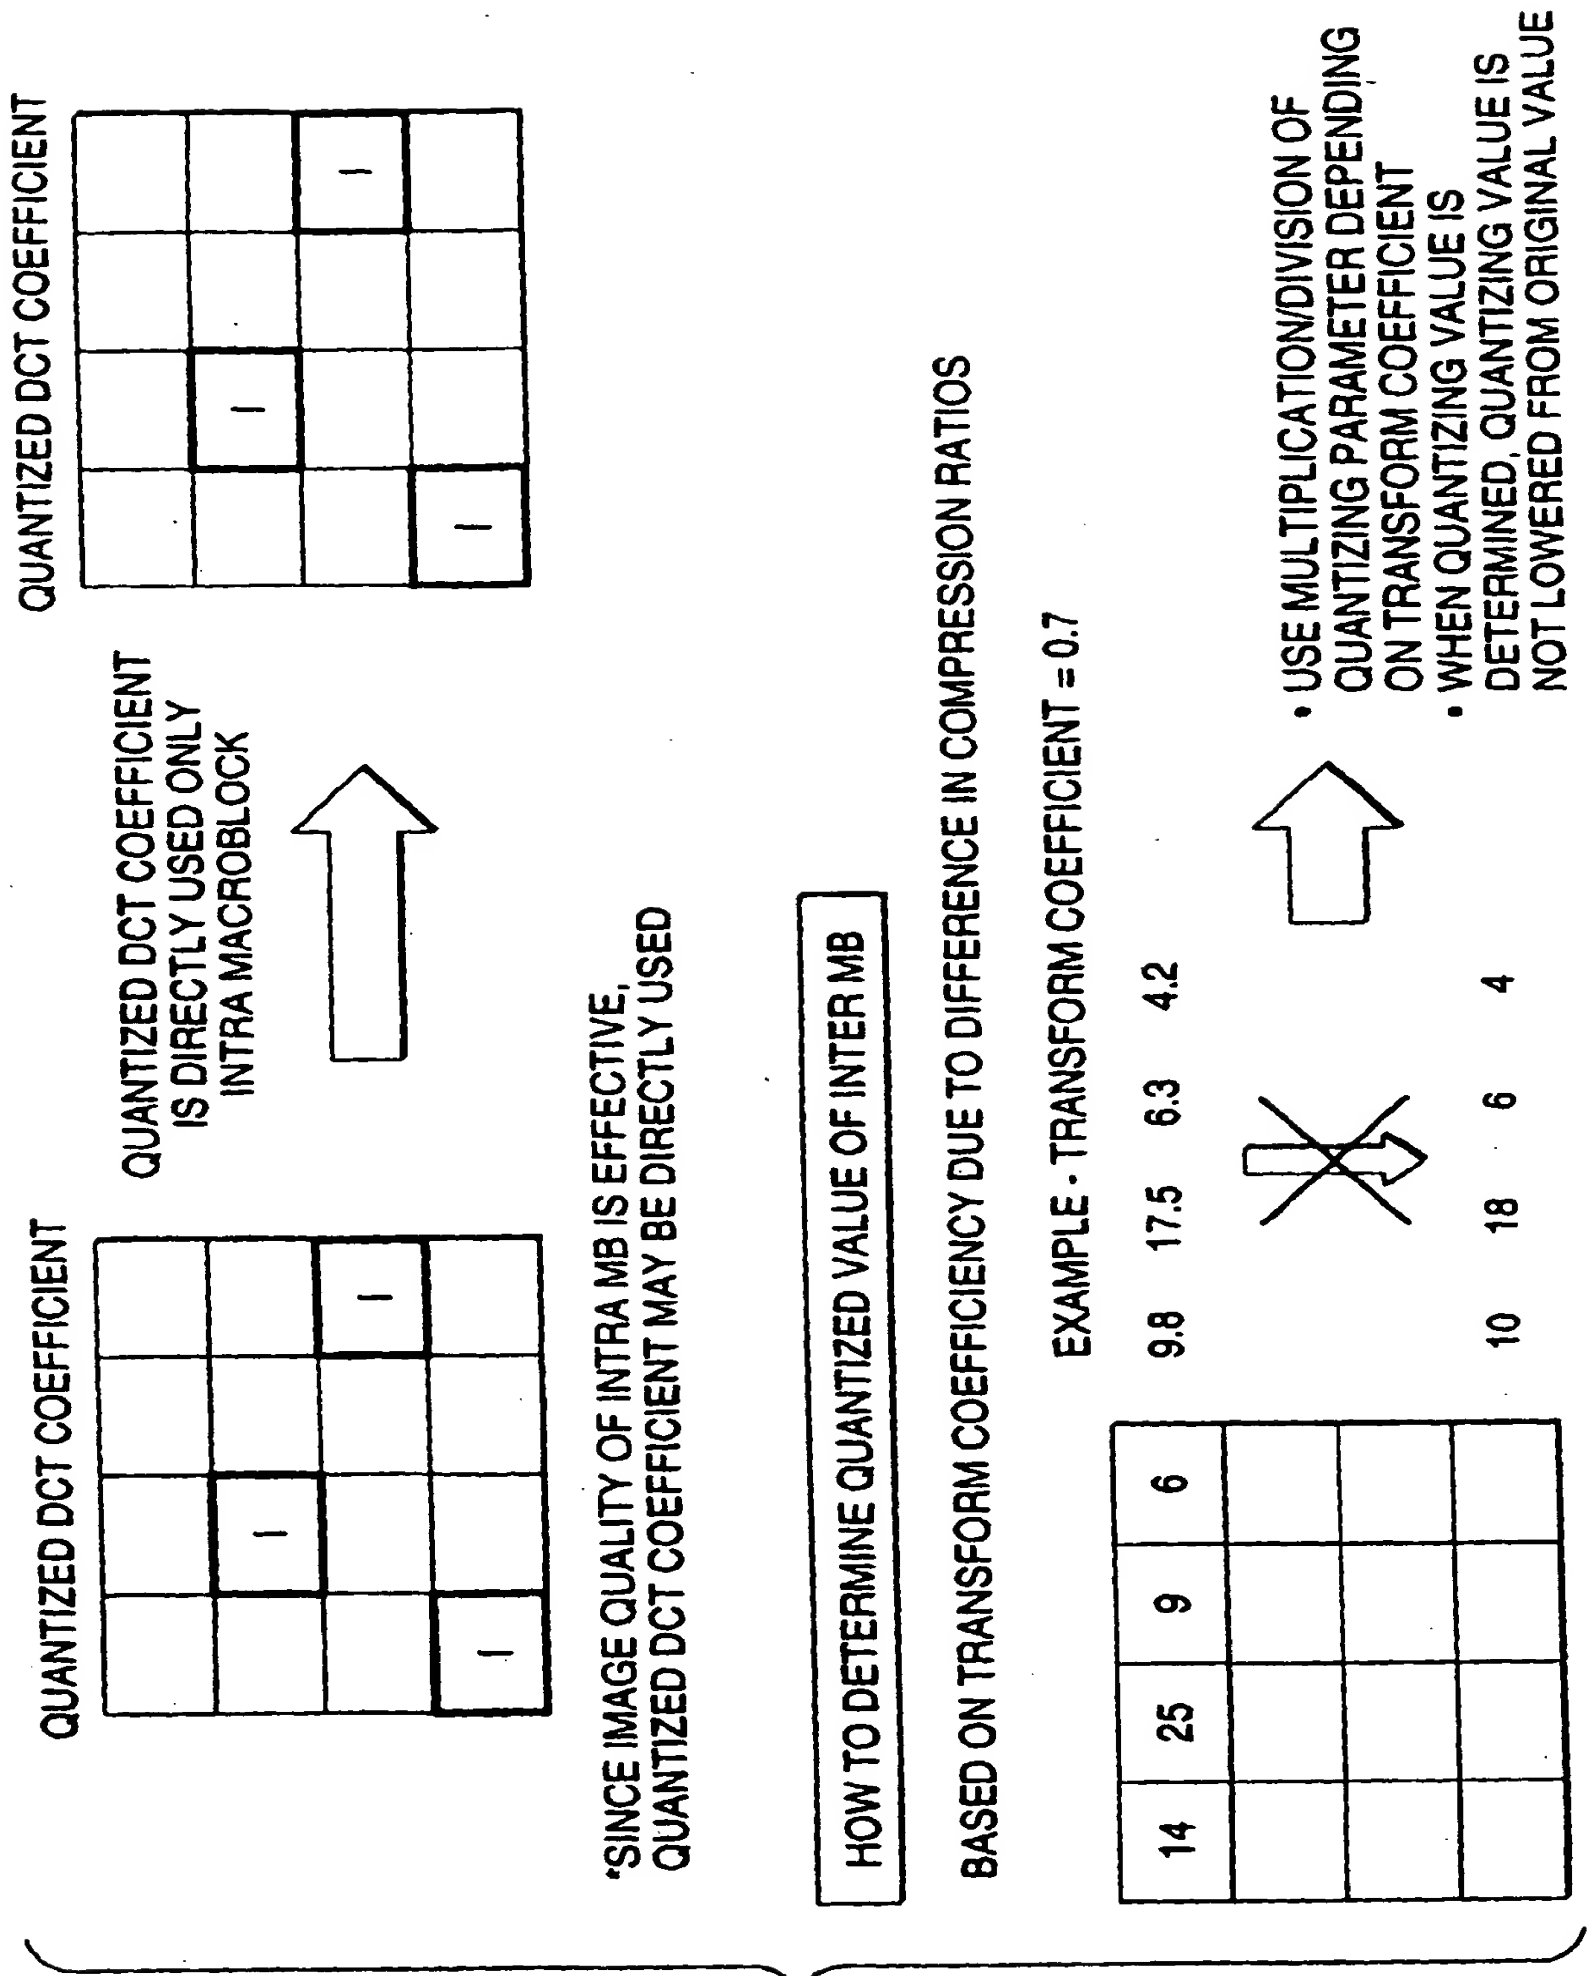 QUANTIZED DCT COEFFICIENT
I
I
I
QUANTIZED DCT COEFFICIENT
IS DIRECTLY USED ONLY
INTRA MACROBLOCK
QUANTIZED DCT COEFFICIENT
I
I
I
*SINCE IMAGE QUALITY OF INTRA MB IS EFFECTIVE,
QUANTIZED DCT COEFFICIENT MAY BE DIRECTLY USED
HOW TO DETERMINE QUANTIZED VALUE OF INTER MB
BASED ON TRANSFORM COEFFICIENCY DUE TO DIFFERENCE IN COMPRESSION RATIOS
EXAMPLE - TRANSFORM COEFFICIENT = 0.7
14 25 9 6
9.8 17.5 6.3 4.2
10 18 6 4
• USE MULTIPLICATION/DIVISION OF
QUANTIZING PARAMETER DEPENDING
ON TRANSFORM COEFFICIENT
• WHEN QUANTIZING VALUE IS
DETERMINED, QUANTIZING VALUE IS
NOT LOWERED FROM ORIGINAL VALUE